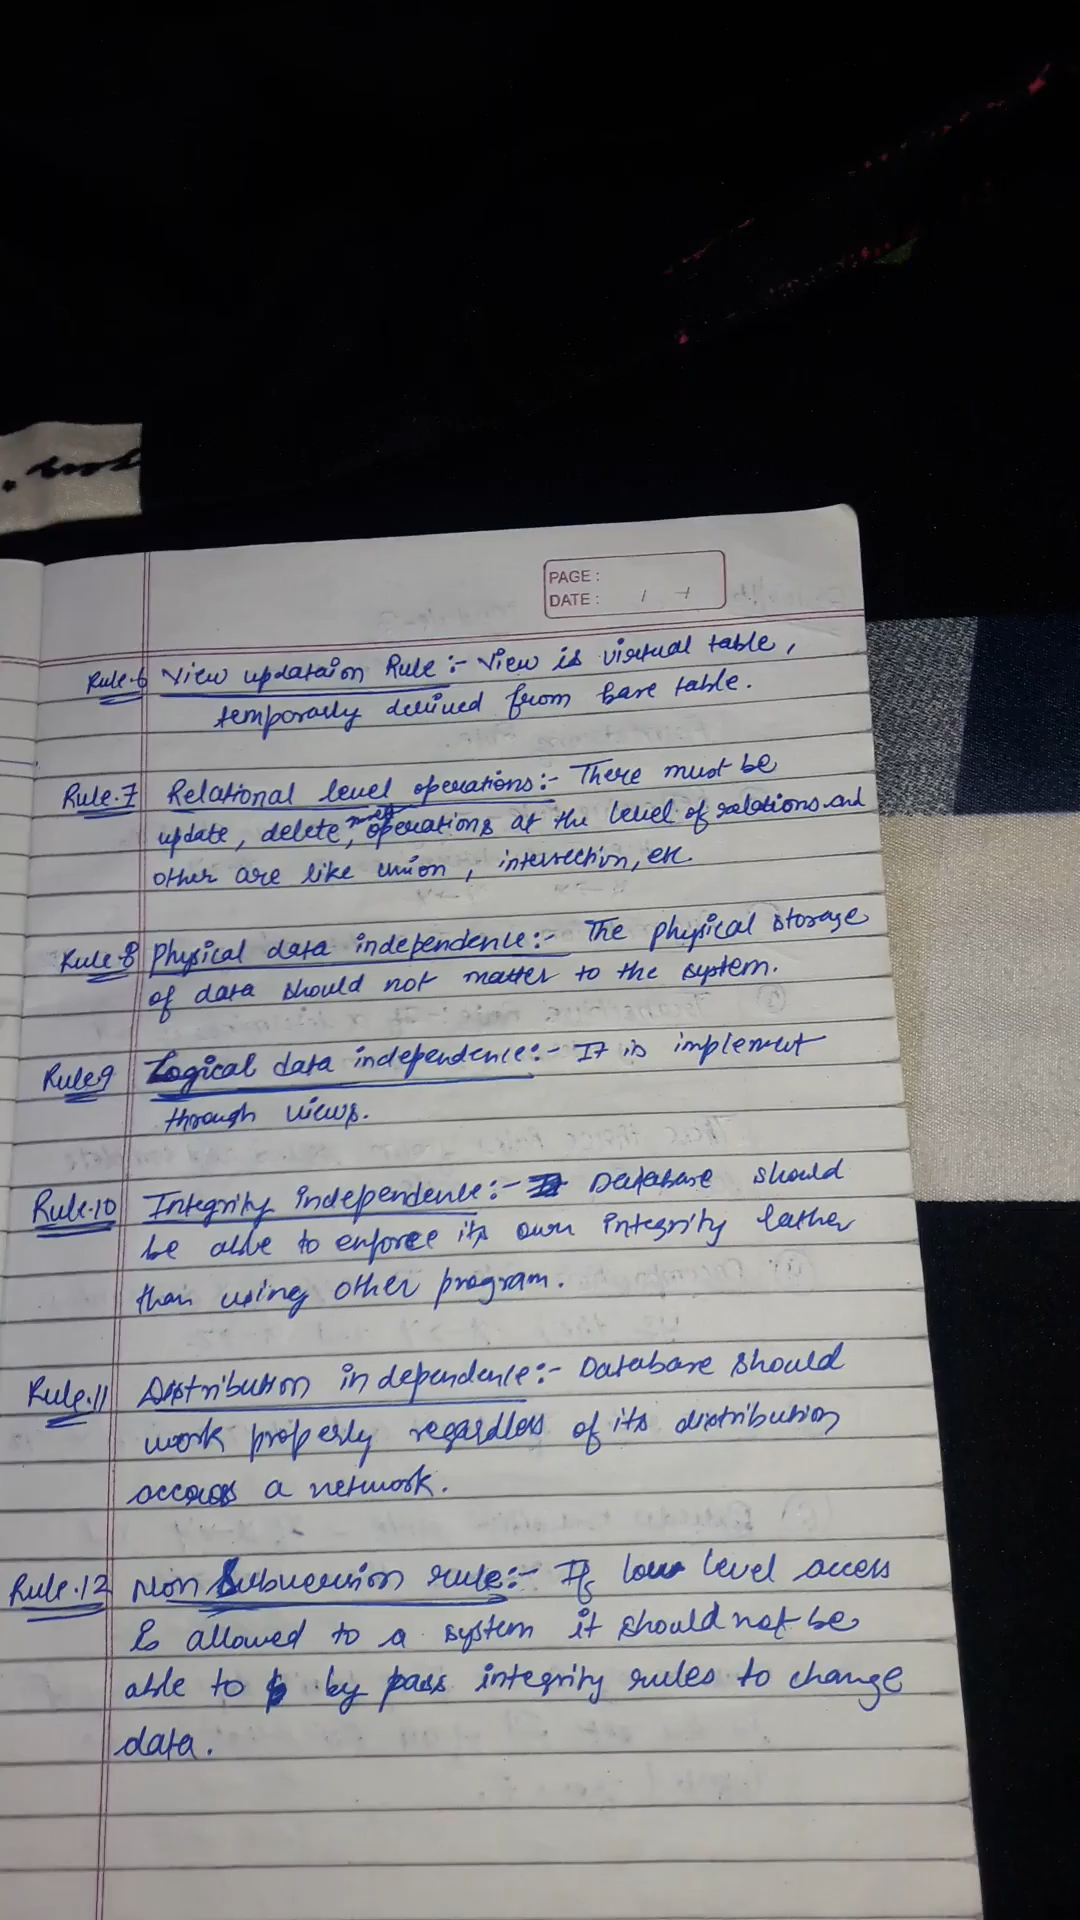 PAGE :
DATE : / /
Rule.6 View updataion Rule :- View is virtual table,
temporarly derived from base table.
Rule.7 Relational level operations :- There must be
update, delete, operations at the level of relations and
other are like union, intersection, etc.
Rule.8 Physical data independence :- The physical storage
of data should not matter to the system.
Rule9 Logical data independence :- It is implement
through views.
Rule.10 Integrity independence :- Database should
be able to enforce its own integrity lather
than using other program.
Rule.11 Distribution independence :- Database should
work properly regardless of its distribution
accross a network.
Rule.12 Non Subversion rule :- If low level access
is allowed to a system it should not be
able to by pass integrity rules to change
data.